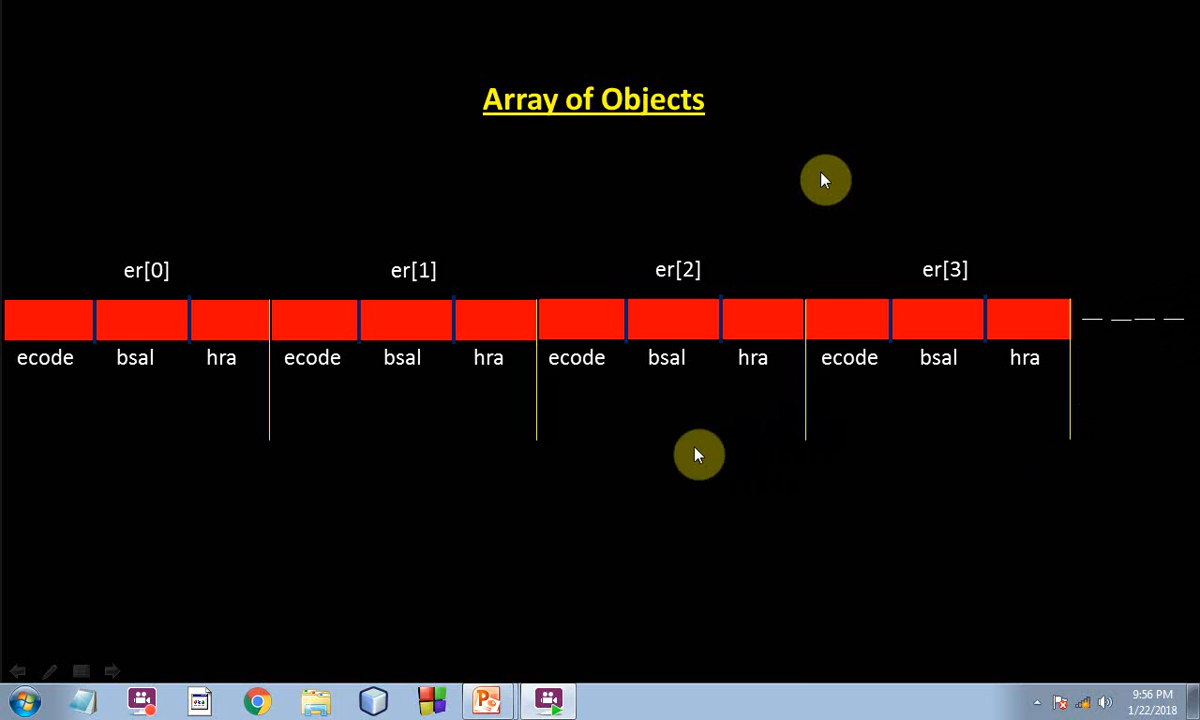 Array of Objects
er[0] er[1] er[2] er[3]
ecode bsal hra ecode bsal hra ecode bsal hra ecode bsal hra
9:56 PM
1/22/2018